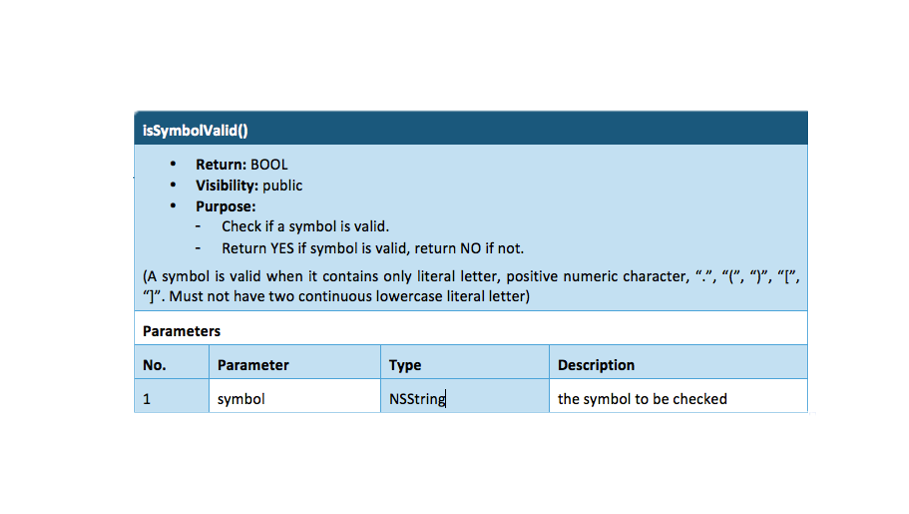 isSymbolValid()
• Return: BOOL
• Visibility: public
• Purpose:
- Check if a symbol is valid.
- Return YES if symbol is valid, return NO if not.
(A symbol is valid when it contains only literal letter, positive numeric character, “.”, “(”, “)”, “[”,
“]”. Must not have two continuous lowercase literal letter)
Parameters
No. Parameter Type Description
1 symbol NSString the symbol to be checked